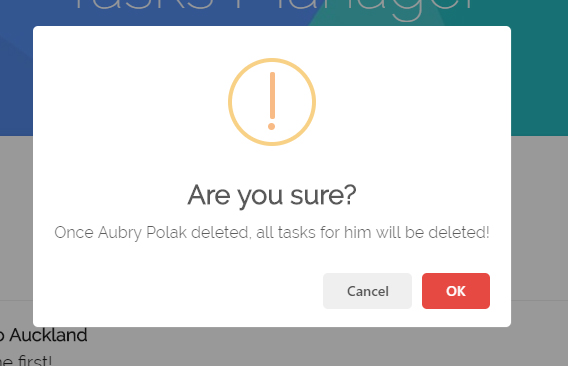 Tasks Manager
Are you sure?
Once Aubry Polak deleted, all tasks for him will be deleted!
Cancel
OK
Auckland
first!